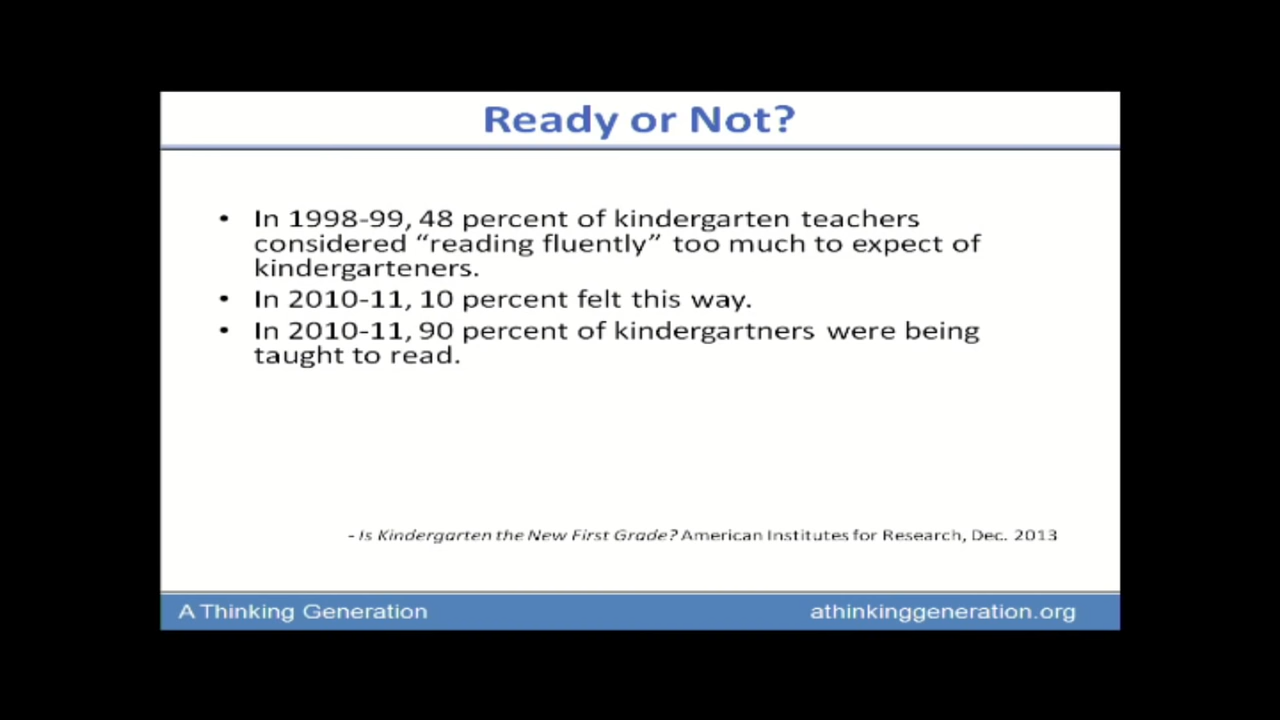 Ready or Not?
• In 1998-99, 48 percent of kindergarten teachers
considered “reading fluently” too much to expect of
kindergarteners.
• In 2010-11, 10 percent felt this way.
• In 2010-11, 90 percent of kindergartners were being
taught to read.
- Is Kindergarten the New First Grade? American Institutes for Research, Dec. 2013
A Thinking Generation
athinkinggeneration.org